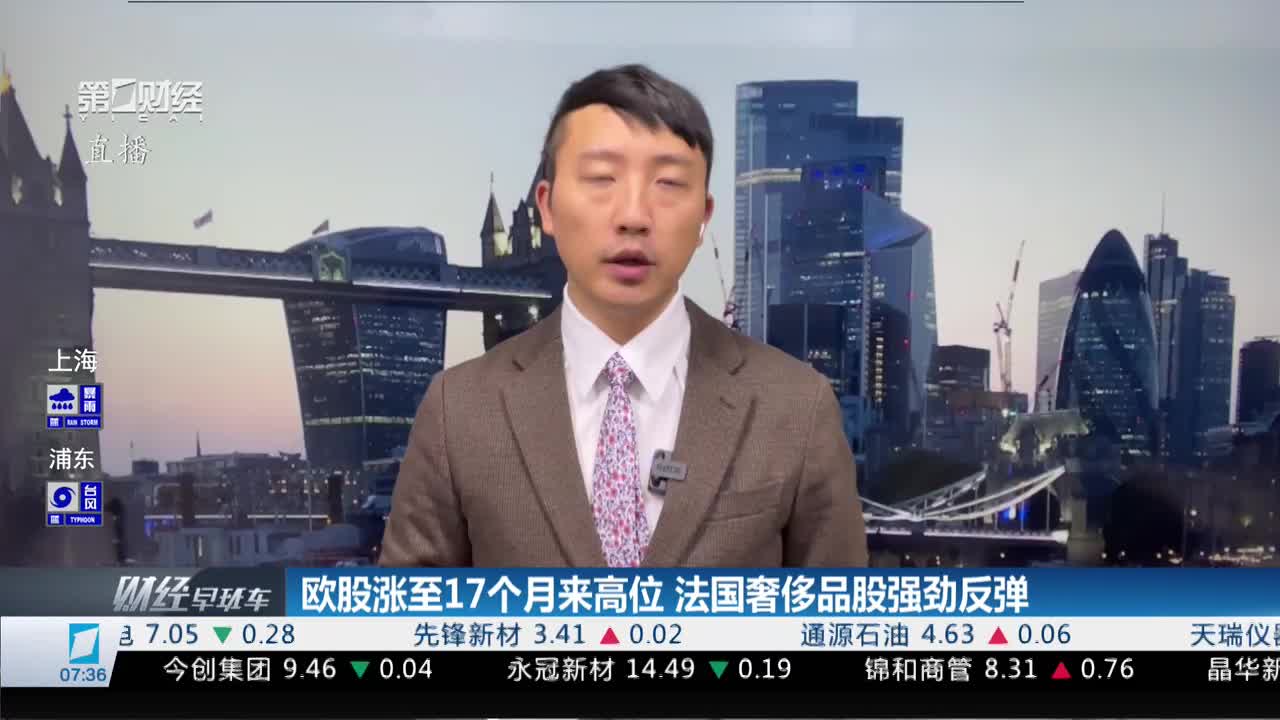 第一财经
YICAI
直播
上海
暴雨
蓝 RAIN STORM
浦东
台风
蓝 TYPHOON
财经早班车
欧股涨至17个月来高位 法国奢侈品股强劲反弹
7.05 ▼ 0.28 先锋新材 3.41 ▲ 0.02 通源石油 4.63 ▲ 0.06 天瑞仪
07:36
今创集团 9.46 ▼ 0.04 永冠新材 14.49 ▼ 0.19 锦和商管 8.31 ▲ 0.76 晶华新